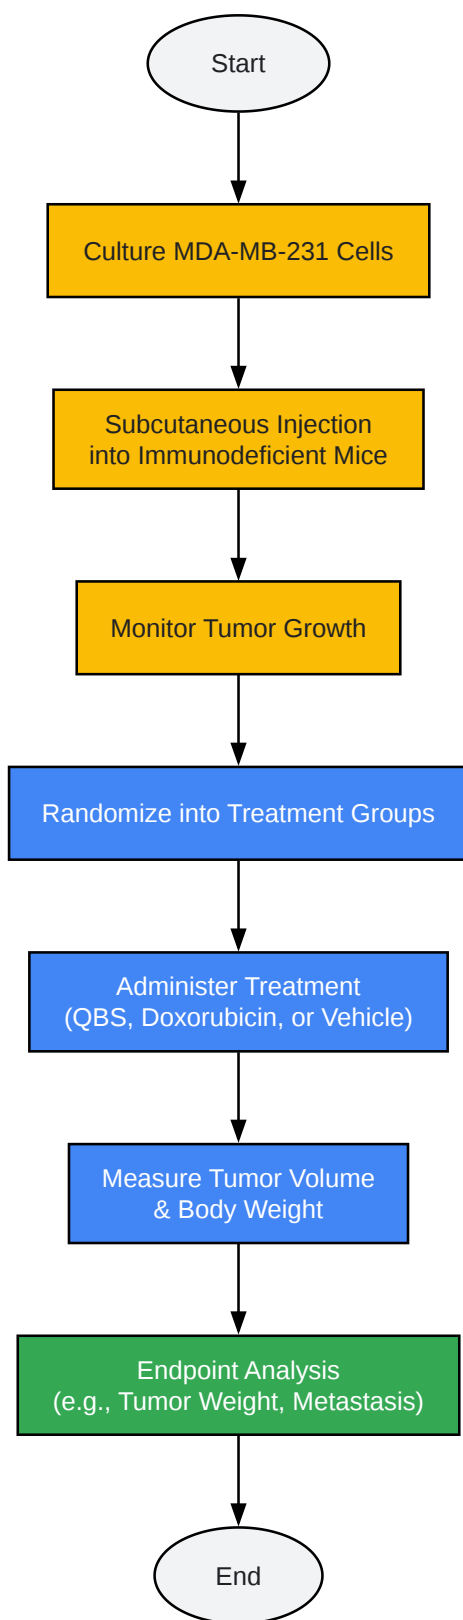 Start
Culture MDA-MB-231 Cells
Subcutaneous Injection
into Immunodeficient Mice
Monitor Tumor Growth
Randomize into Treatment Groups
Administer Treatment
(QBS, Doxorubicin, or Vehicle)
Measure Tumor Volume
& Body Weight
Endpoint Analysis
(e.g., Tumor Weight, Metastasis)
End